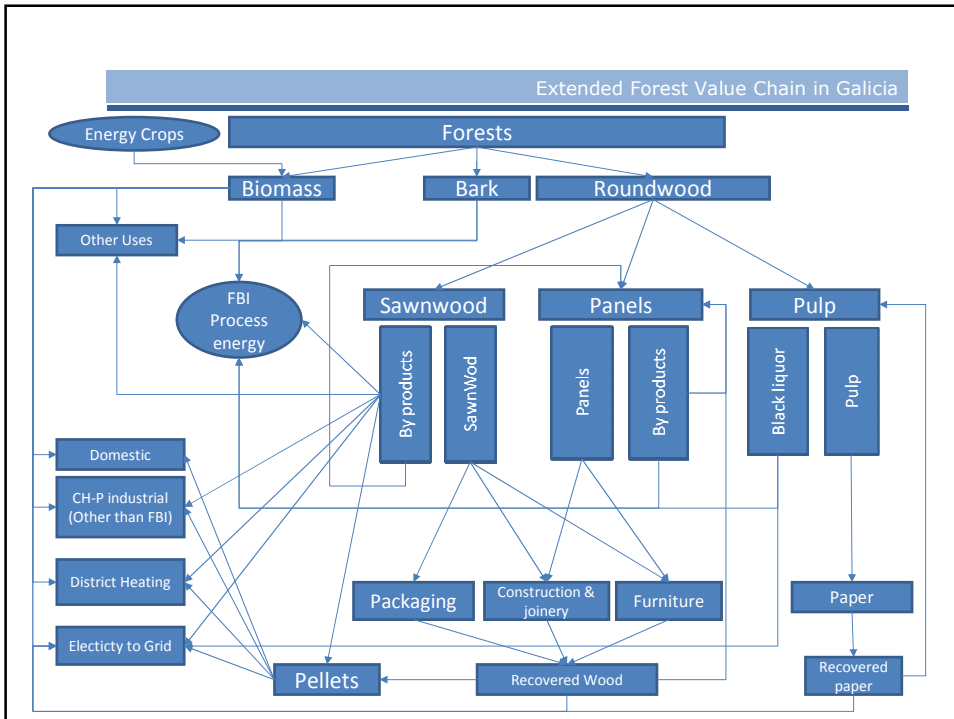 Extended Forest Value Chain in Galicia
Energy Crops
Forests
Biomass
Bark
Roundwood
Other Uses
FBI
Process
energy
Sawnwood
Panels
Pulp
By products
SawnWod
Panels
By products
Black liquor
Pulp
Domestic
CH-P industrial
(Other than FBI)
District Heating
Electicty to Grid
Packaging
Construction &
joinery
Furniture
Paper
Pellets
Recovered Wood
Recovered
paper